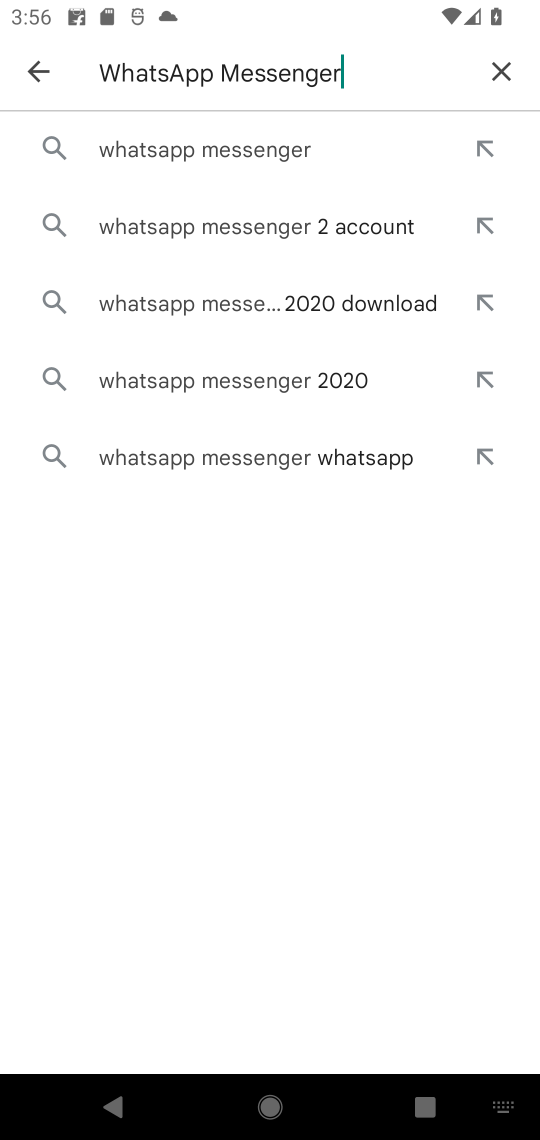 3:56
WhatsApp Messenger
whatsapp messenger
whatsapp messenger 2 account
whatsapp messe... 2020 download
whatsapp messenger 2020
whatsapp messenger whatsapp